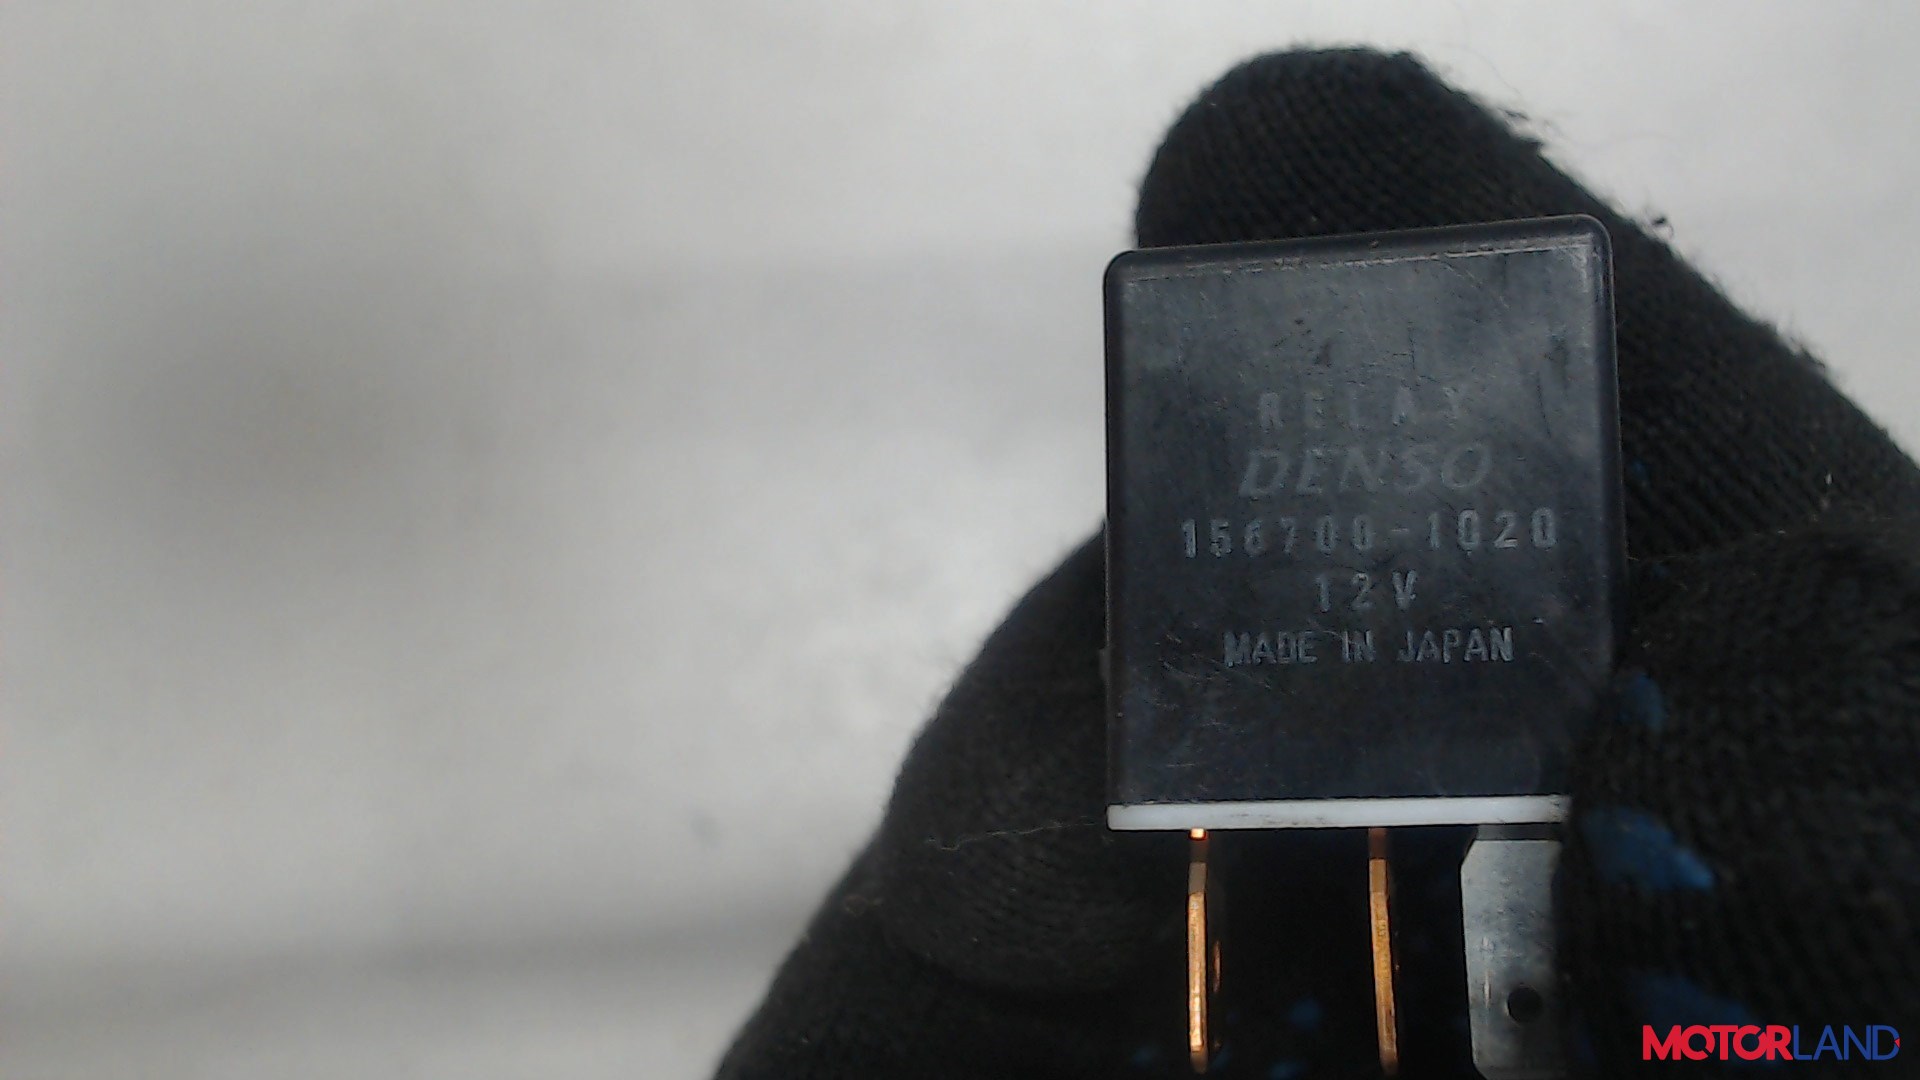 RELAY
DENSO
156700-1020
12V
MADE IN JAPAN
MOTORLAND